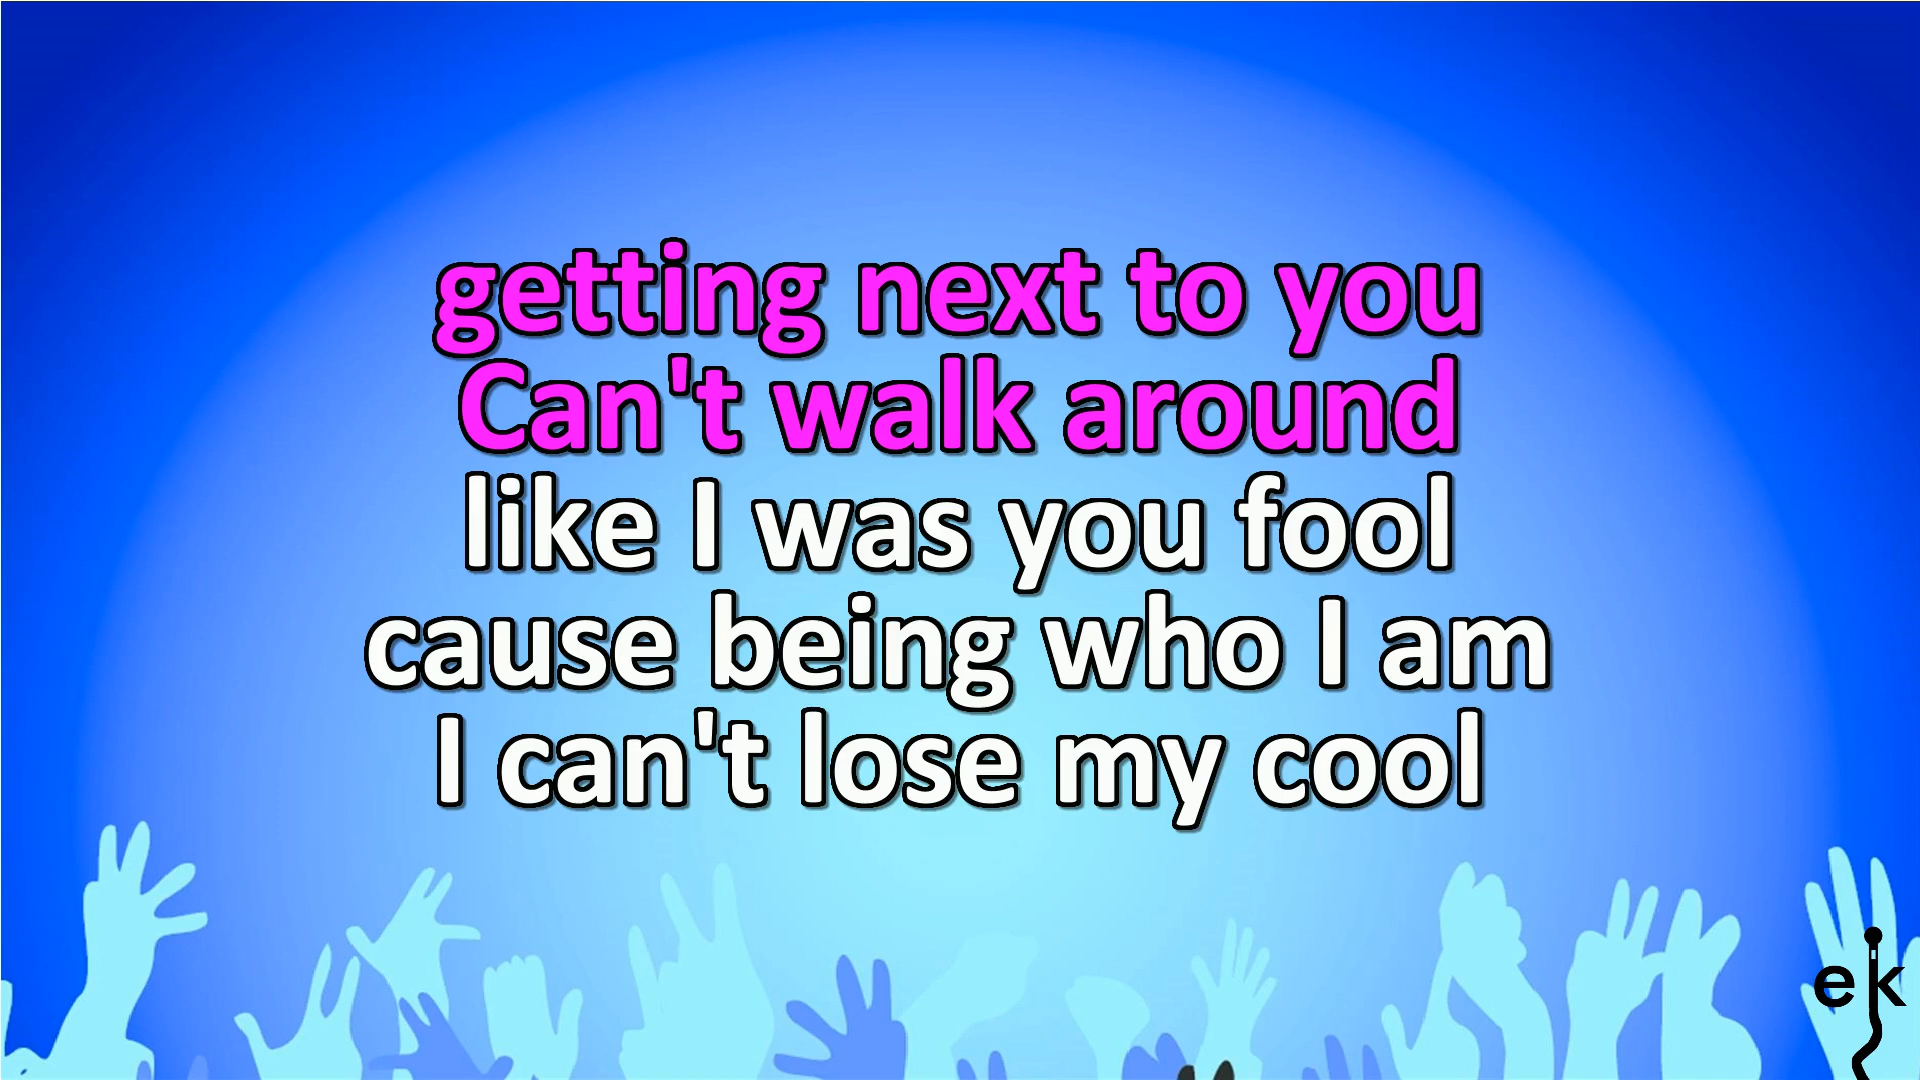 getting next to you
Can't walk around
like I was you fool
cause being who I am
I can't lose my cool
ek